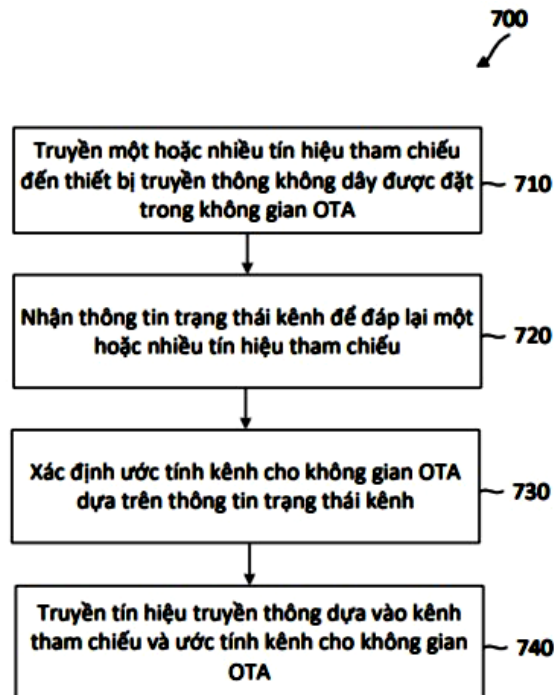 700
Truyền một hoặc nhiều tín hiệu tham chiếu
đến thiết bị truyền thông không dây được đặt
trong không gian OTA
710
Nhận thông tin trạng thái kênh để đáp lại một
hoặc nhiều tín hiệu tham chiếu
720
Xác định ước tính kênh cho không gian OTA
dựa trên thông tin trạng thái kênh
730
Truyền tín hiệu truyền thông dựa vào kênh
tham chiếu và ước tính kênh cho không gian
OTA
740